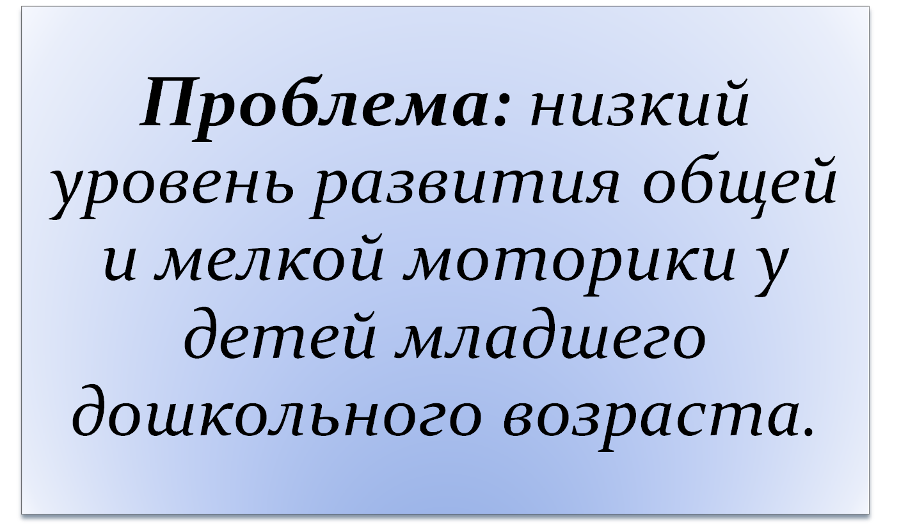 Проблема: низкий
уровень развития общей
и мелкой моторики у
детей младшего
дошкольного возраста.